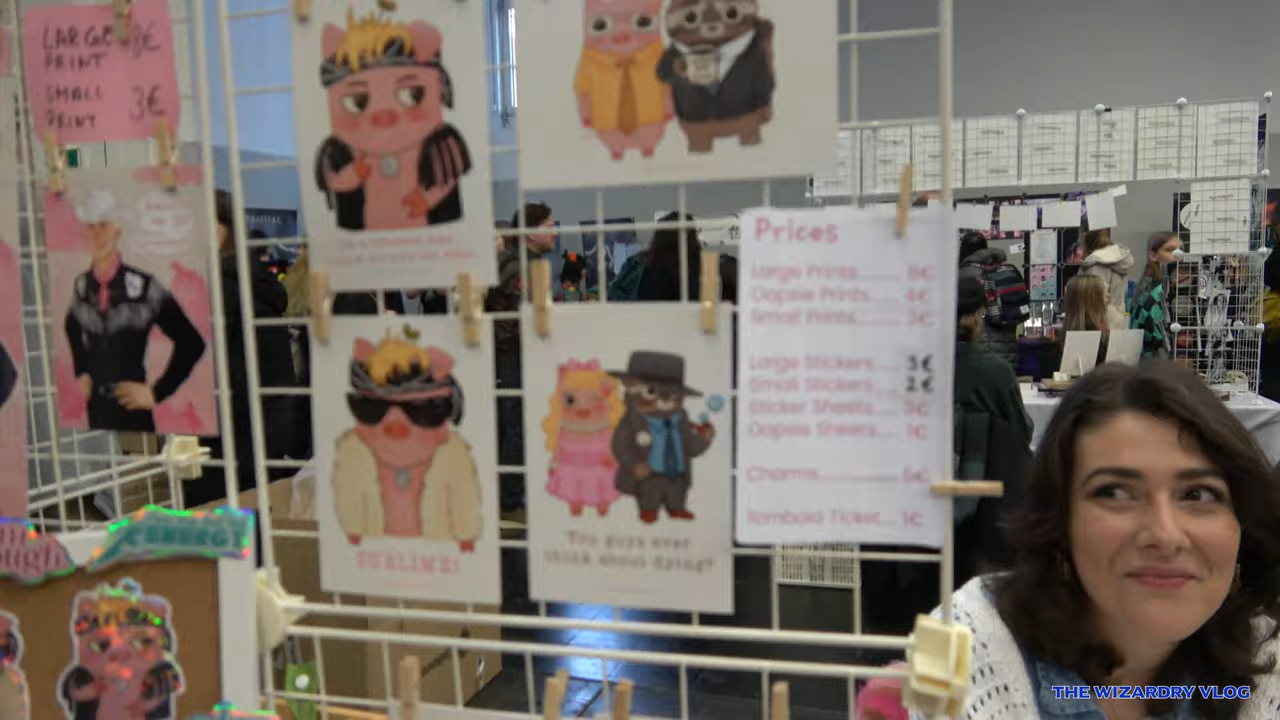 LARGE 8€
PRINT
SMALL 3€
PRINT
Prices
Large Prints...... 8€
Oopsie Prints..... 4€
Small Prints...... 3€
Large Stickers.... 3€
Small Stickers.... 2€
Sticker Sheets.... 3€
Oopsie Sheets..... 1€
Charms............ 6€
Tombola Ticket.... 1€
SUBLIME!
You guys ever
think about dying?
ENERGY
THE WIZARDRY VLOG